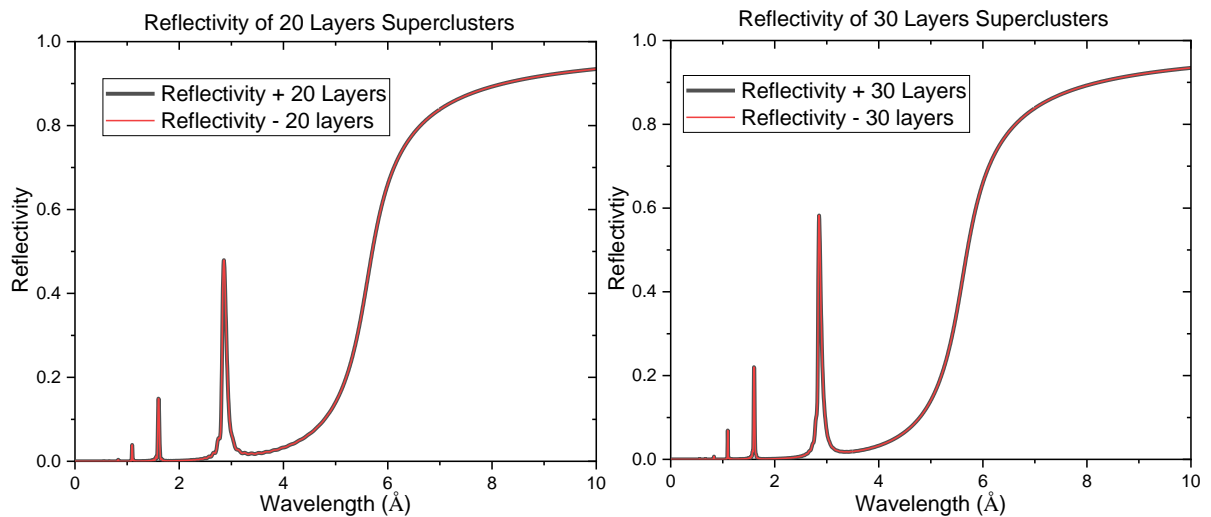 Reflectivity of 20 Layers Superclusters
1.0
0.8
0.6
0.4
0.2
0.0
Reflectivity
Reflectivity + 20 Layers
Reflectivity - 20 layers
0 2 4 6 8 10
Wavelength (Å)
Reflectivity of 30 Layers Superclusters
1.0
0.8
0.6
0.4
0.2
0.0
Reflectivtiy
Reflectivity + 30 Layers
Reflectivity - 30 layers
0 2 4 6 8 10
Wavelength (Å)